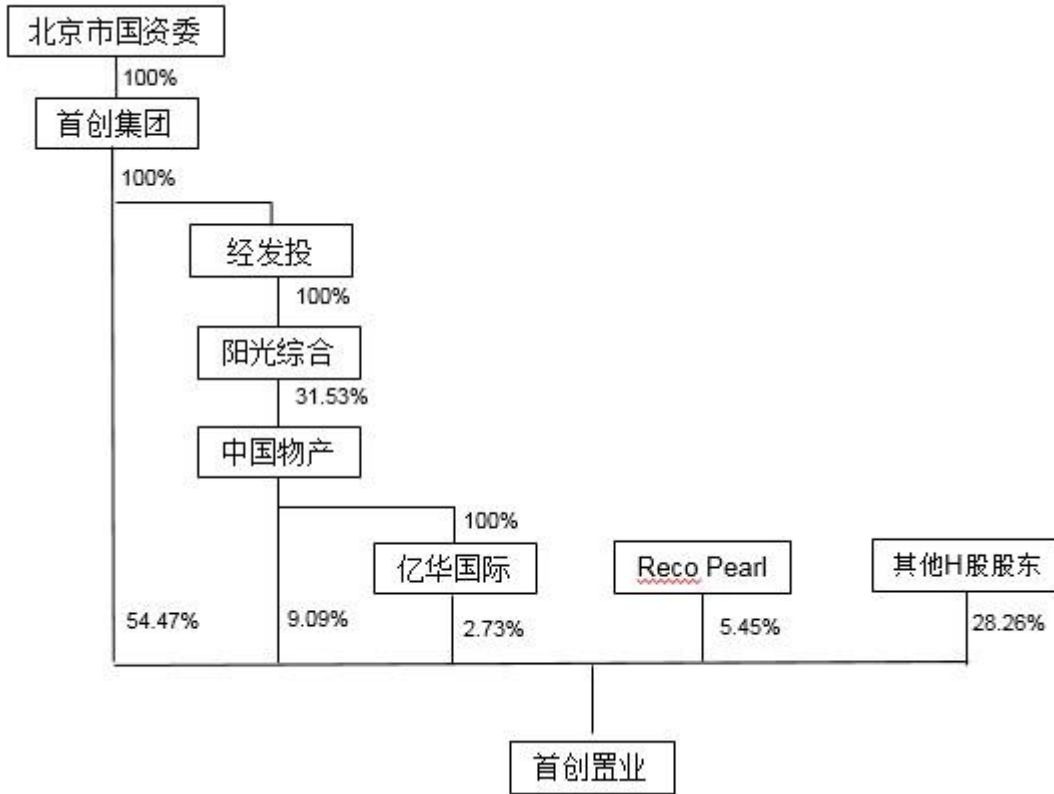 北京市国资委
100%
首创集团
100%
经发投
100%
阳光综合
31.53%
中国物产
100%
亿华国际
Reco Pearl
其他H股股东
54.47%
9.09%
2.73%
5.45%
28.26%
首创置业